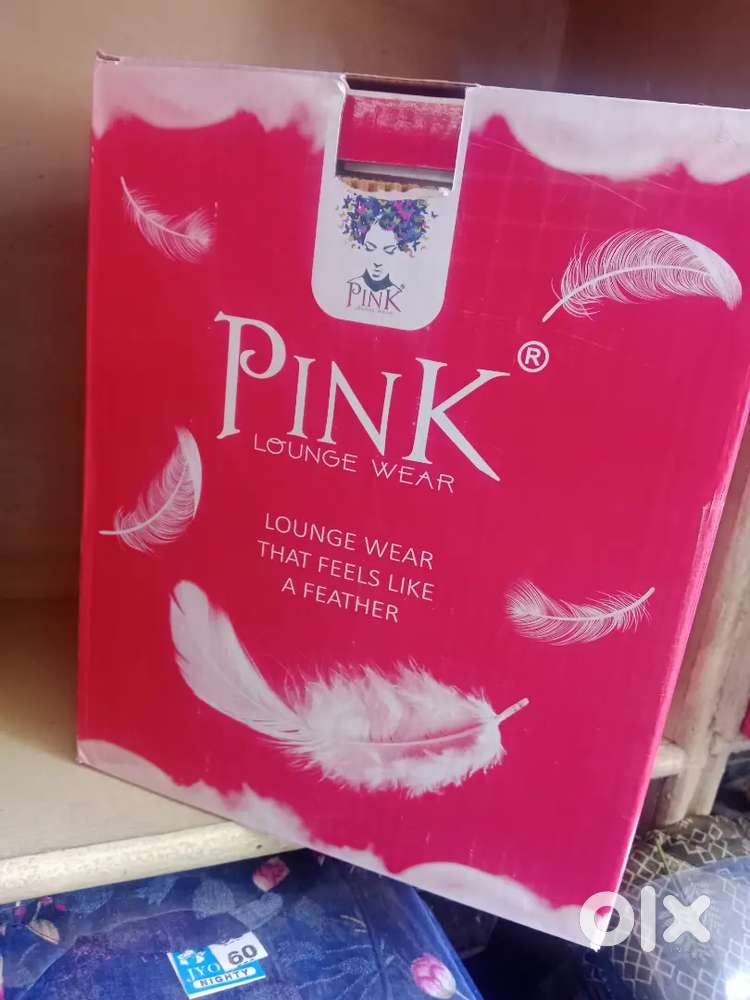 PINK®
PINK ®
LOUNGE WEAR
LOUNGE WEAR
THAT FEELS LIKE
A FEATHER
JYO
60
NIGHTY
olx